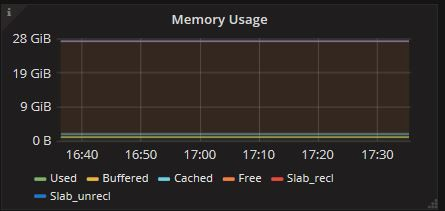 Memory Usage
28 GiB
19 GiB
9 GiB
0 B
16:40 16:50 17:00 17:10 17:20 17:30
Used Buffered Cached Free Slab_recl
Slab_unrecl